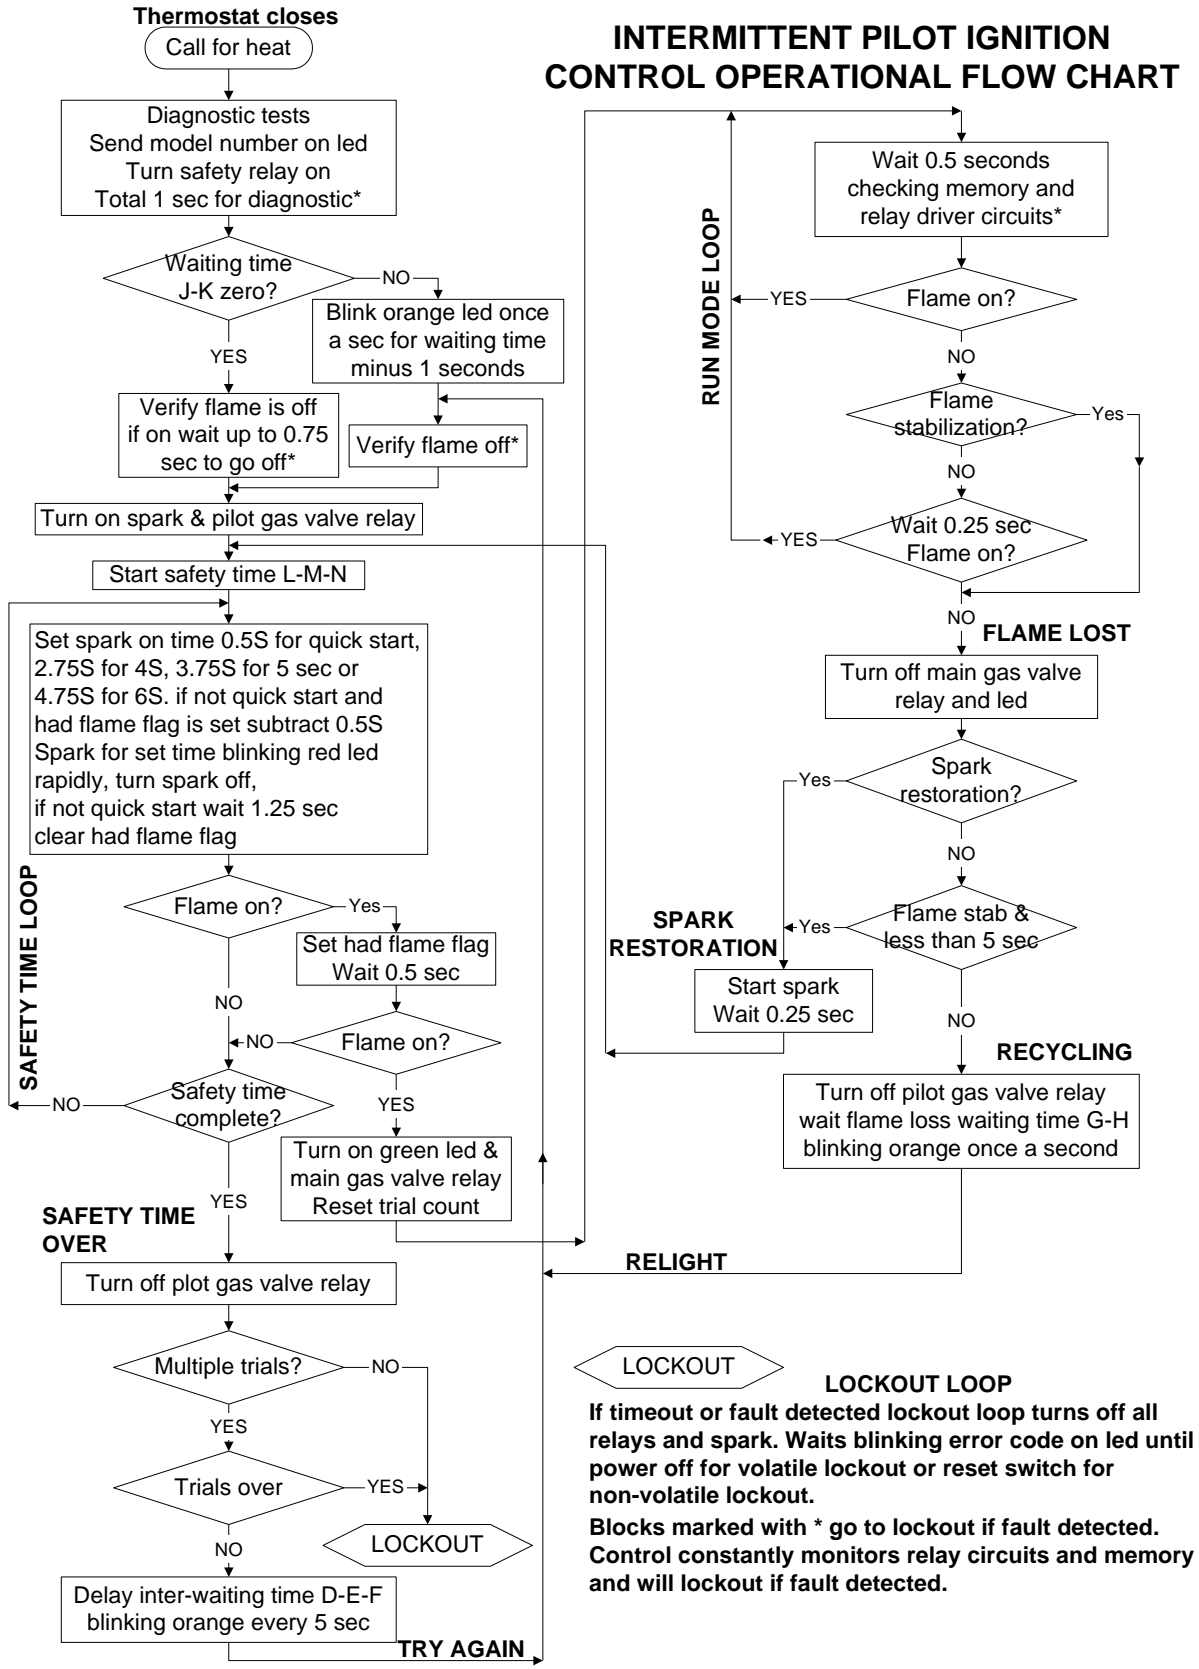 Thermostat closes
Call for heat
INTERMITTENT PILOT IGNITION
CONTROL OPERATIONAL FLOW CHART
Diagnostic tests
Send model number on led
Turn safety relay on
Total 1 sec for diagnostic*
Waiting time
J-K zero?
NO
YES
Blink orange led once
a sec for waiting time
minus 1 seconds
Verify flame is off
if on wait up to 0.75
sec to go off*
Verify flame off*
Turn on spark & pilot gas valve relay
Start safety time L-M-N
Set spark on time 0.5S for quick start,
2.75S for 4S, 3.75S for 5 sec or
4.75S for 6S. if not quick start and
had flame flag is set subtract 0.5S
Spark for set time blinking red led
rapidly, turn spark off,
if not quick start wait 1.25 sec
clear had flame flag
SAFETY TIME LOOP
Flame on?
Yes
NO
Set had flame flag
Wait 0.5 sec
Flame on?
NO
YES
Safety time
complete?
NO
YES
Turn on green led &
main gas valve relay
Reset trial count
SAFETY TIME
OVER
Turn off plot gas valve relay
Multiple trials?
NO
YES
Trials over
YES
NO
LOCKOUT
Delay inter-waiting time D-E-F
blinking orange every 5 sec
TRY AGAIN
Wait 0.5 seconds
checking memory and
relay driver circuits*
RUN MODE LOOP
Flame on?
YES
NO
Flame
stabilization?
Yes
NO
Wait 0.25 sec
Flame on?
YES
NO
FLAME LOST
Turn off main gas valve
relay and led
Spark
restoration?
Yes
NO
Flame stab &
less than 5 sec
Yes
NO
SPARK
RESTORATION
Start spark
Wait 0.25 sec
RECYCLING
Turn off pilot gas valve relay
wait flame loss waiting time G-H
blinking orange once a second
RELIGHT
LOCKOUT
LOCKOUT LOOP
If timeout or fault detected lockout loop turns off all
relays and spark. Waits blinking error code on led until
power off for volatile lockout or reset switch for
non-volatile lockout.
Blocks marked with * go to lockout if fault detected.
Control constantly monitors relay circuits and memory
and will lockout if fault detected.